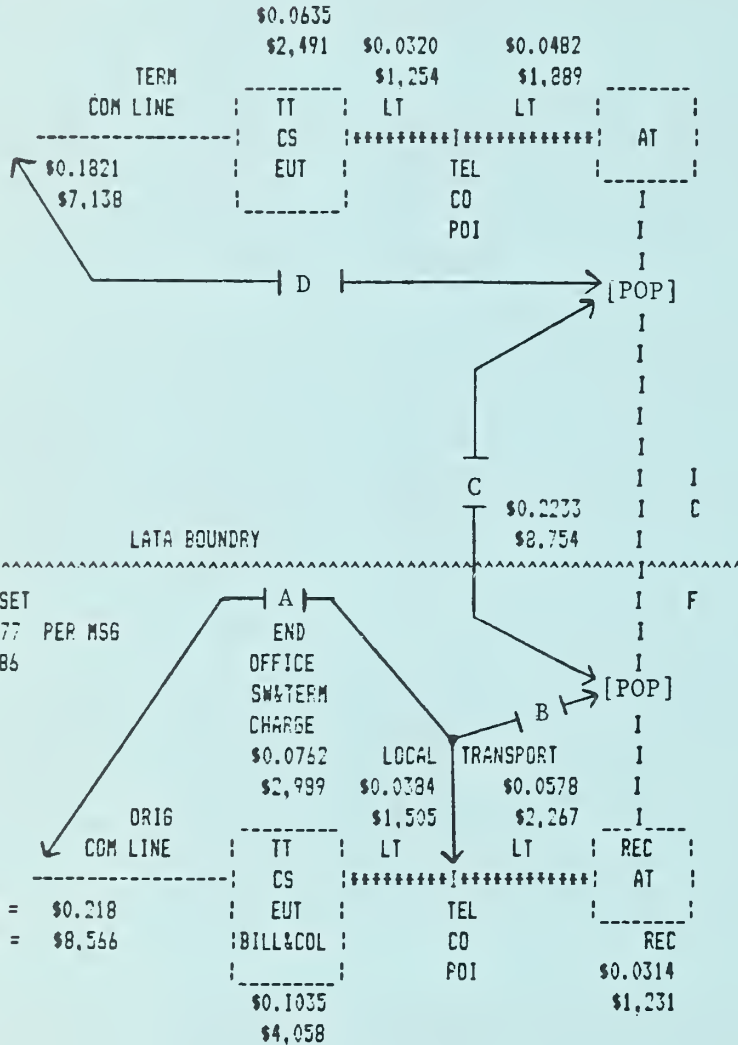 $0.0635
$2,491 $0.0320 $0.0482
TERM $1,254 $1,889
COM LINE TT LT LT
CS I AT
$0.1821 EUT TEL
$7,138 CO I
POI I
I
D [POP]
I
I
I
I
I
I I
C $0.2233 I C
LATA BOUNDRY $8,754 I
I
SET A I F
77 PER MSG END I
86 OFFICE I
SW&TERM [POP]
CHARGE B I
$0.0762 LOCAL TRANSPORT I
$2,989 $0.0384 $0.0578 I
ORIG $1,505 $2,267 I
COM LINE TT LT LT REC
CS I AT
= $0.218 EUT TEL
= $8,566 BILL&COL CO REC
POI $0.0314
$0.1035 $1,231
$4,058